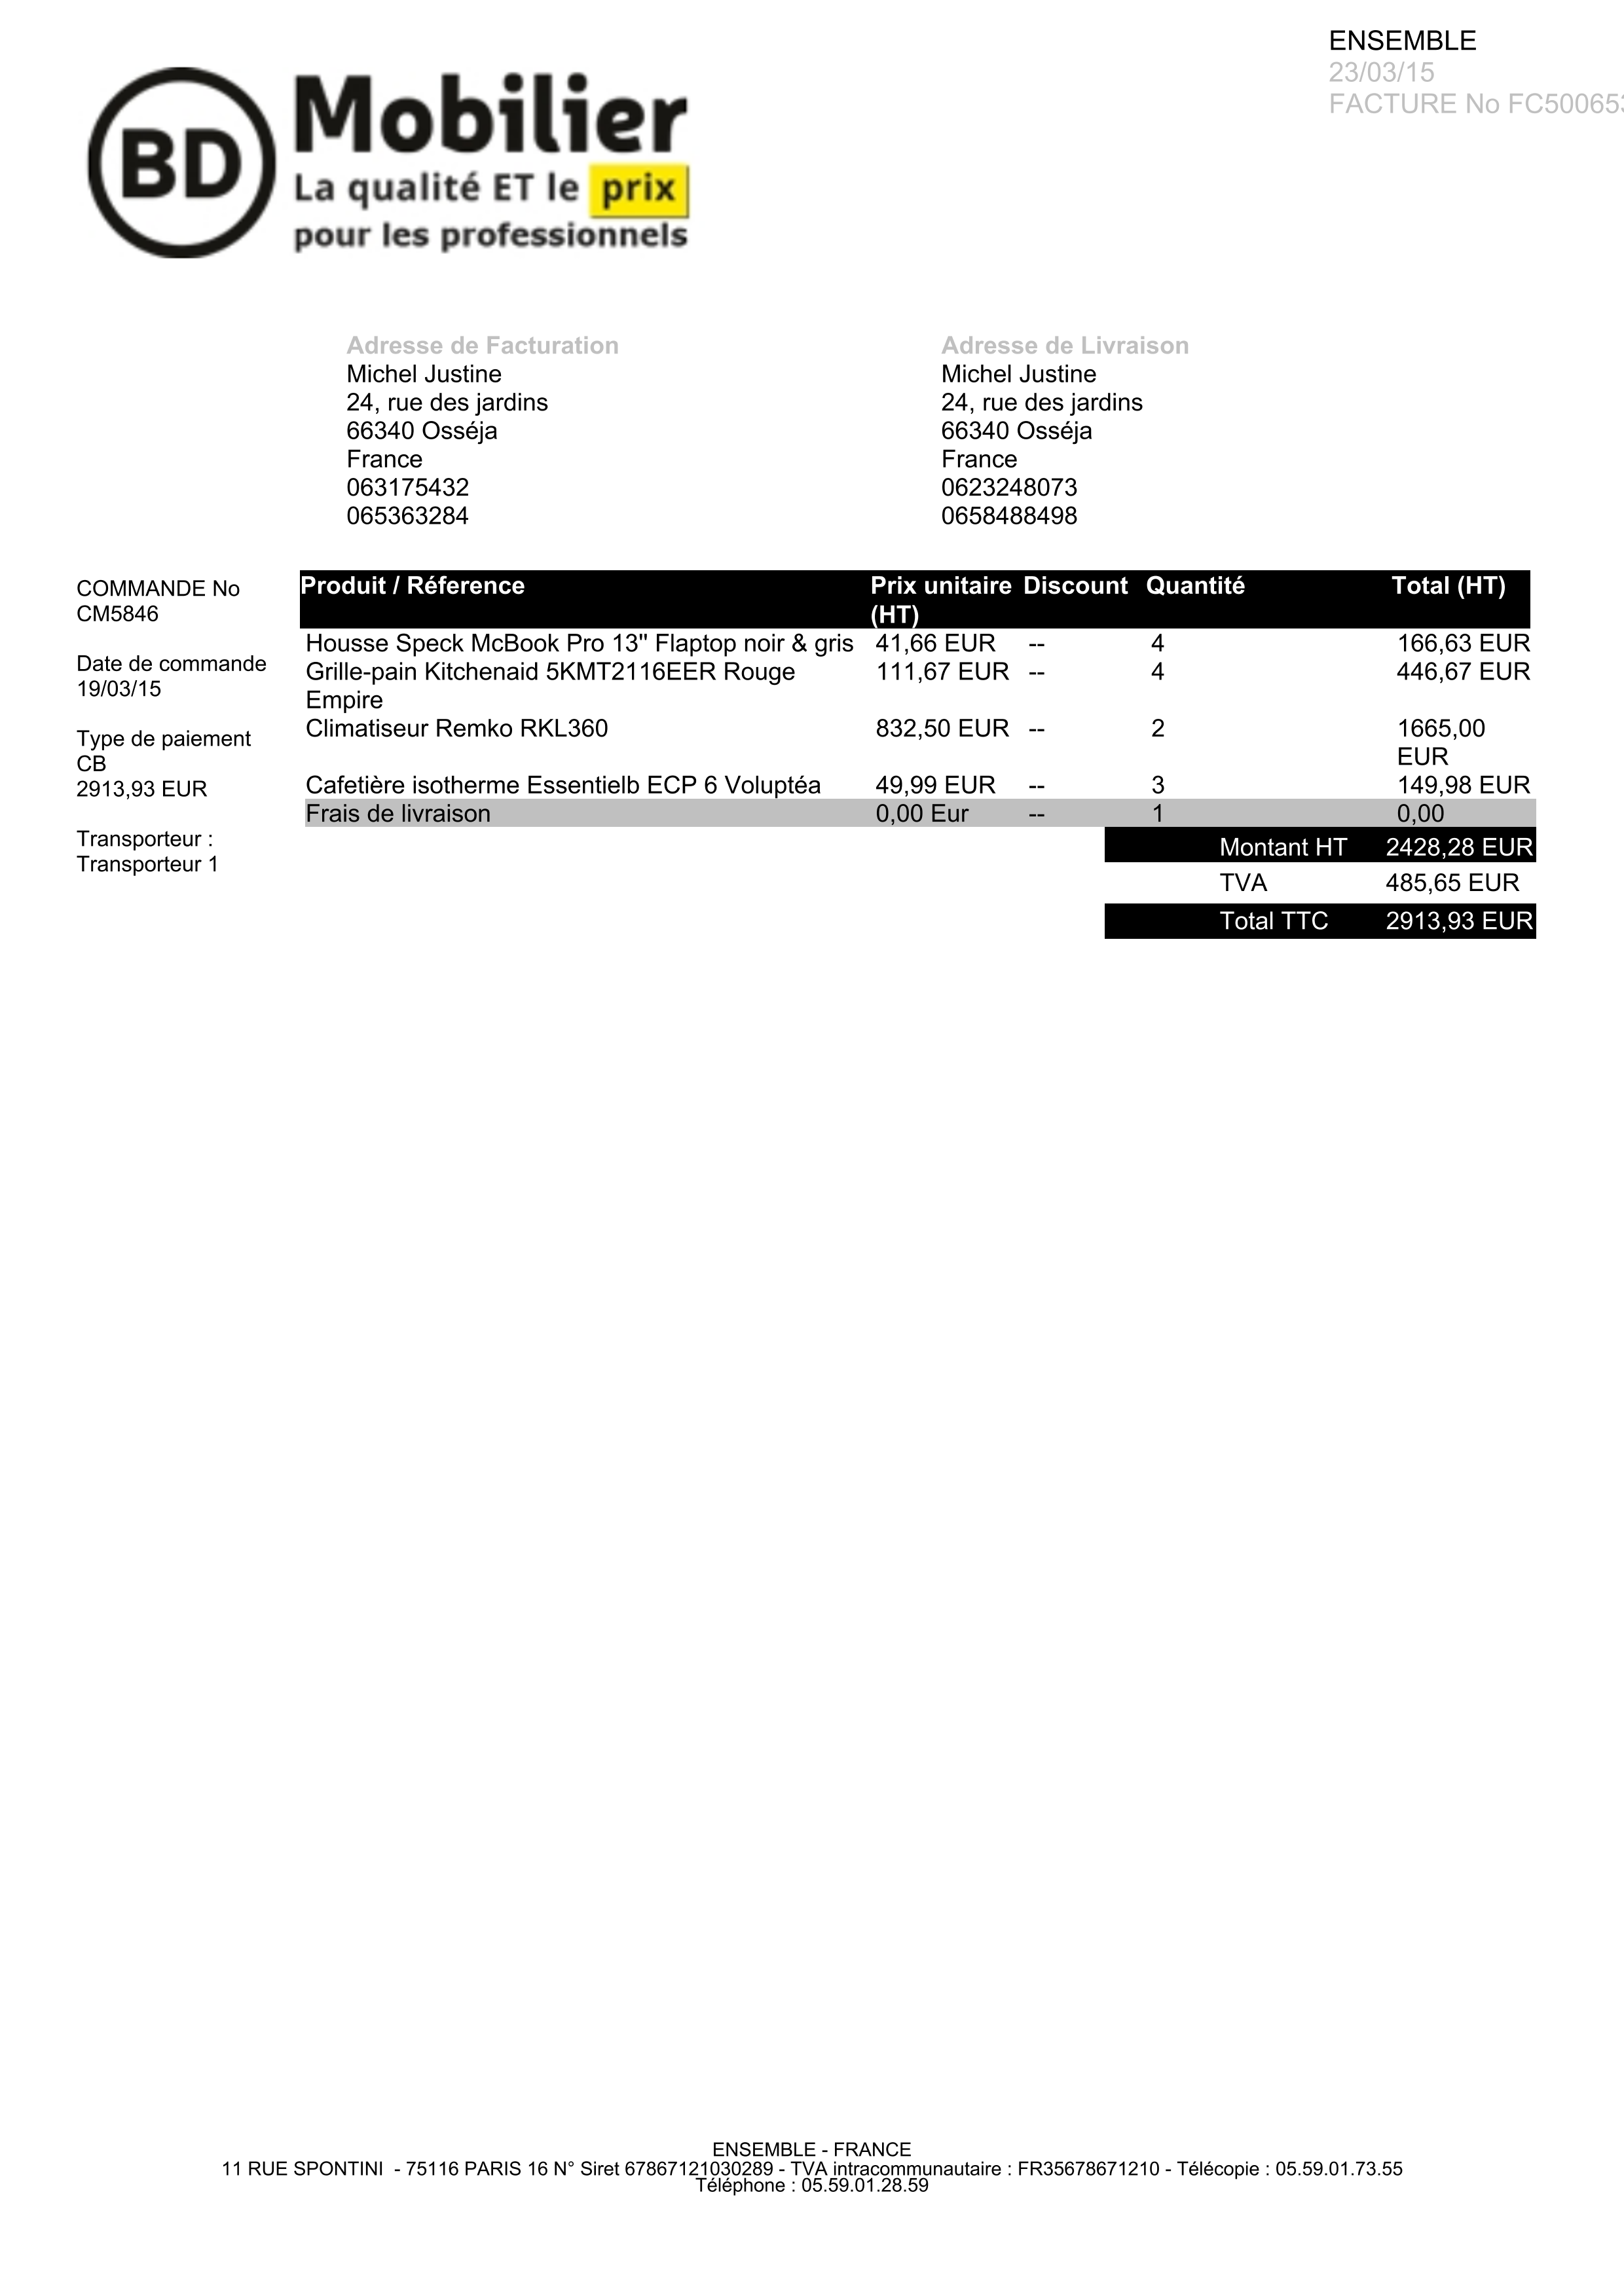 ENSEMBLE
23/03/15
FACTURE No FC50065
BD
Mobilier
La qualité ET le prix
pour les professionnels
Adresse de Facturation
Michel Justine
24, rue des jardins
66340 Osséja
France
063175432
065363284
Adresse de Livraison
Michel Justine
24, rue des jardins
66340 Osséja
France
0623248073
0658488498
COMMANDE No
CM5846
Date de commande
19/03/15
Type de paiement
CB
2913,93 EUR
Transporteur :
Transporteur 1
Produit / Réference Prix unitaire (HT) Discount Quantité Total (HT)
Housse Speck McBook Pro 13" Flaptop noir & gris 41,66 EUR -- 4 166,63 EUR
Grille-pain Kitchenaid 5KMT2116EER Rouge 111,67 EUR -- 4 446,67 EUR
Empire
Climatiseur Remko RKL360 832,50 EUR -- 2 1665,00
EUR
Cafetière isotherme Essentielb ECP 6 Voluptéa 49,99 EUR -- 3 149,98 EUR
Frais de livraison 0,00 Eur -- 1 0,00
Montant HT 2428,28 EUR
TVA 485,65 EUR
Total TTC 2913,93 EUR
ENSEMBLE - FRANCE
11 RUE SPONTINI - 75116 PARIS 16 N° Siret 67867121030289 - TVA intracommunautaire : FR35678671210 - Télécopie : 05.59.01.73.55
Téléphone : 05.59.01.28.59